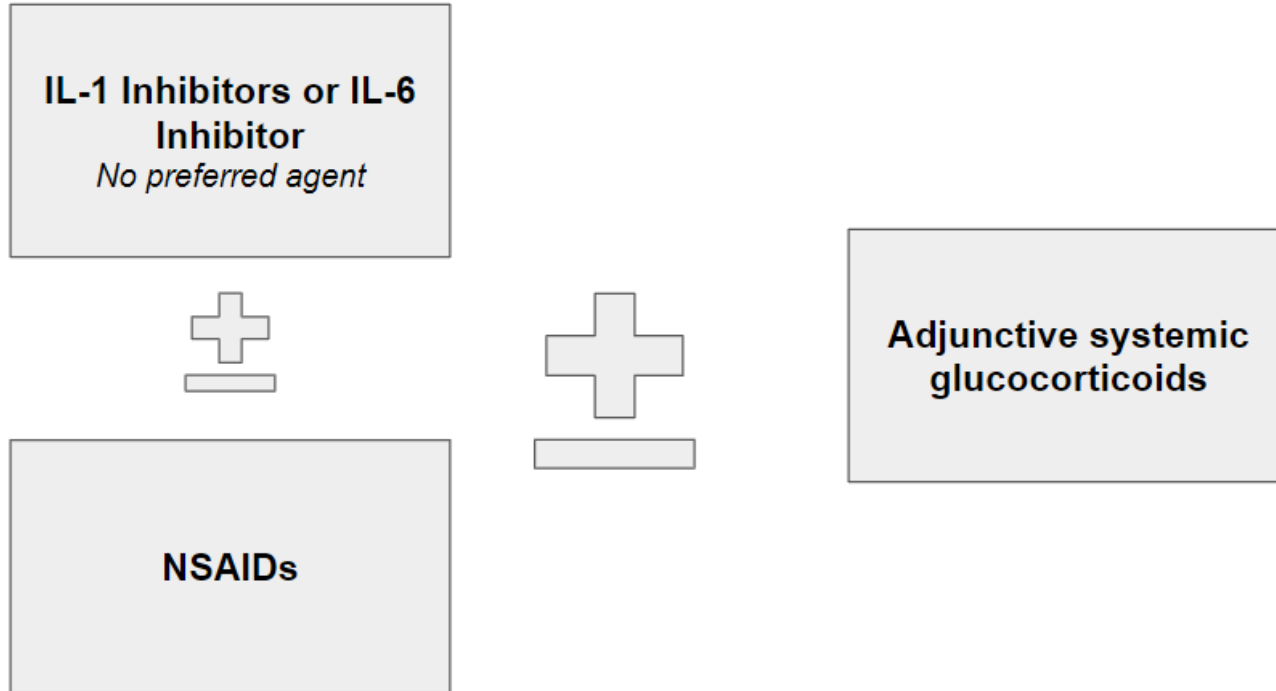 IL-1 Inhibitors or IL-6
Inhibitor
No preferred agent
NSAIDs
Adjunctive systemic
glucocorticoids